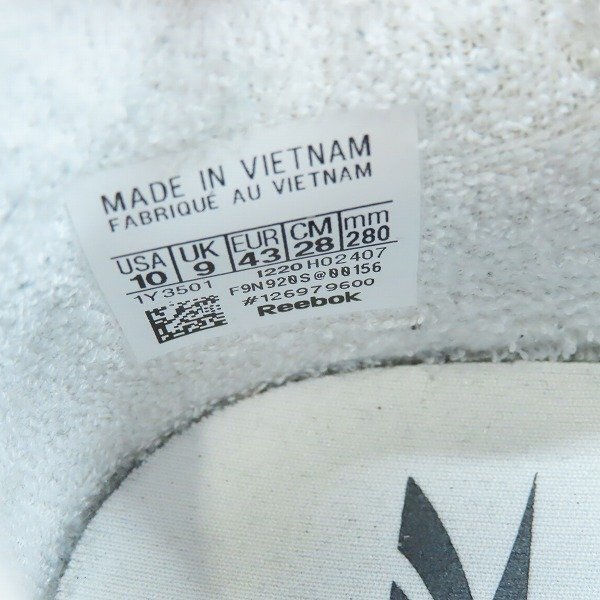 MADE IN VIETNAM
FABRIQUE AU VIETNAM
USA UK EUR CM mm
10 9 43 28 280
1Y3501 1220 H02407
F9N920S@00156
#126979600
Reebok